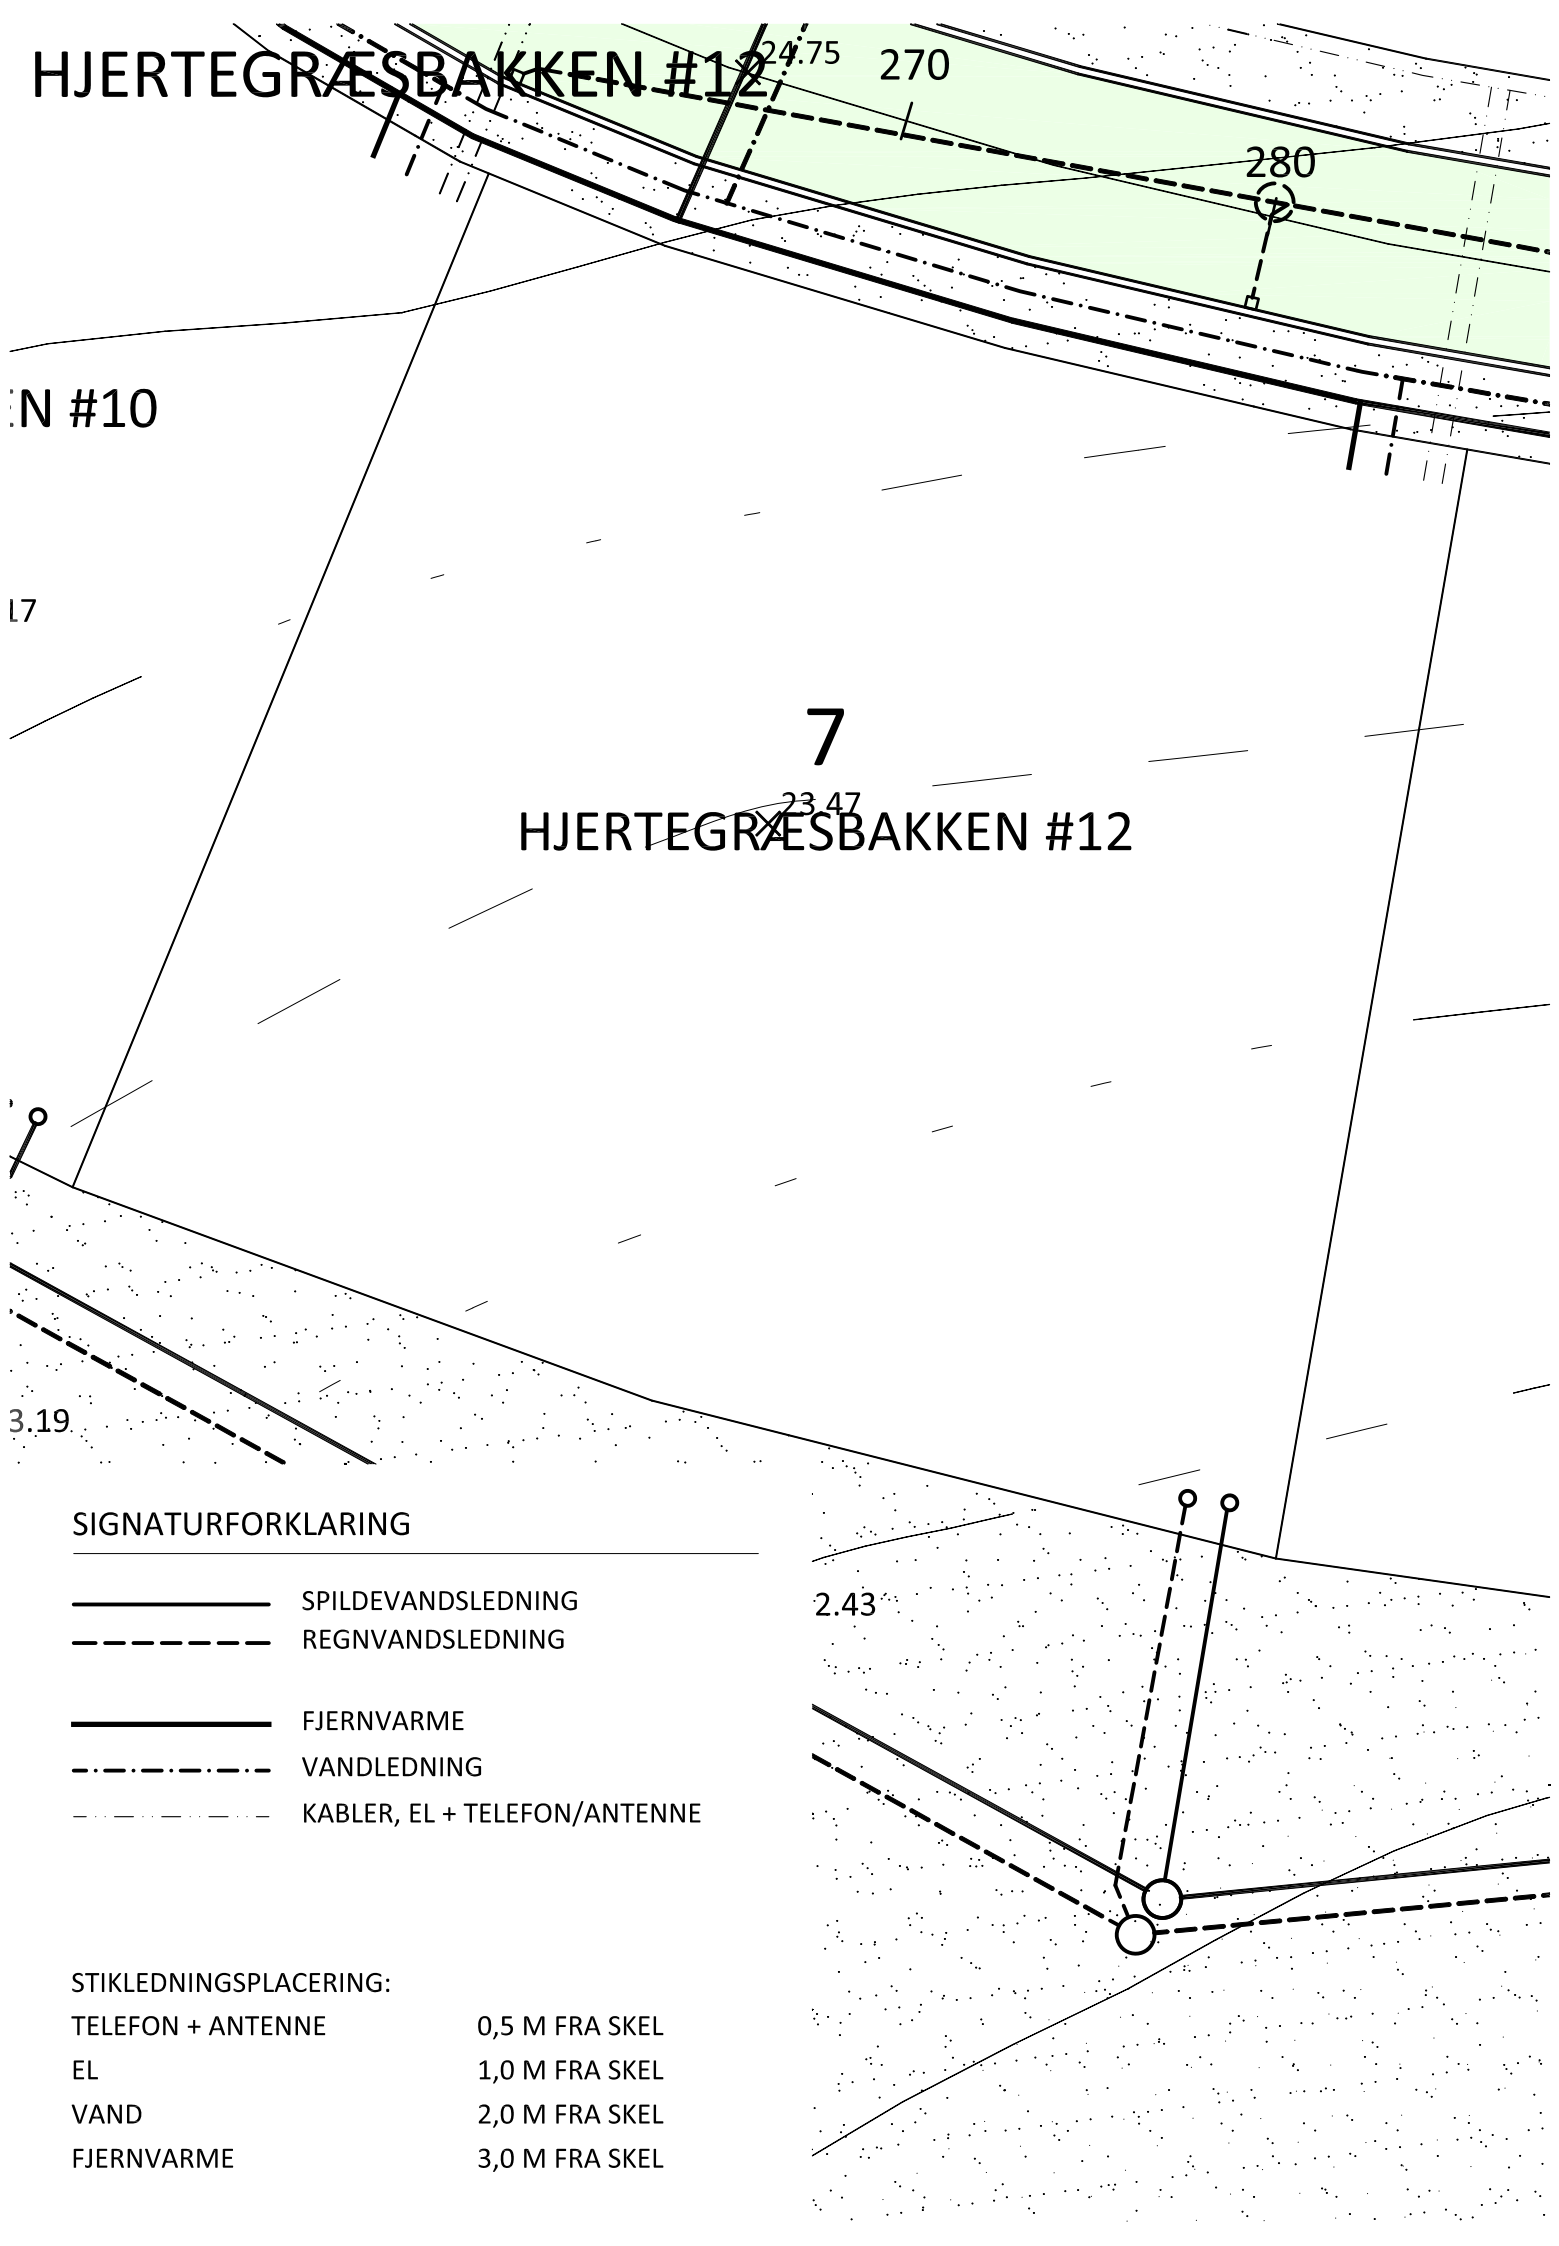 HJERTEGRÆSBAKKEN #12
24.75
270
280
N #10
17
7
23.47
HJERTEGRÆSBAKKEN #12
3.19
SIGNATURFORKLARING
SPILDEVANDSLEDNING
REGNVANDSLEDNING
FJERNVARME
VANDLEDNING
KABLER, EL + TELEFON/ANTENNE
2.43
STIKLEDNINGSPLACERING:
TELEFON + ANTENNE 0,5 M FRA SKEL
EL 1,0 M FRA SKEL
VAND 2,0 M FRA SKEL
FJERNVARME 3,0 M FRA SKEL